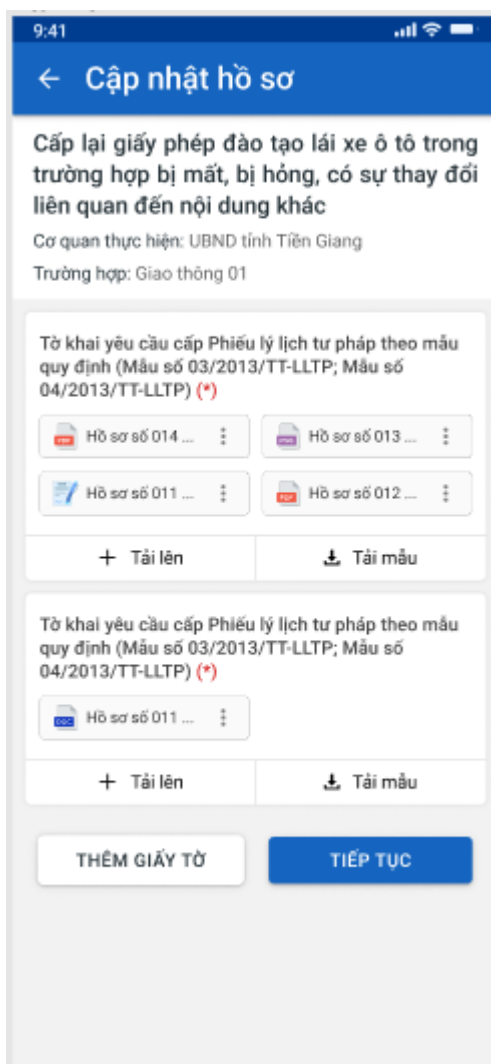 9:41
Cập nhật hồ sơ
Cấp lại giấy phép đào tạo lái xe ô tô trong
trường hợp bị mất, bị hỏng, có sự thay đổi
liên quan đến nội dung khác
Cơ quan thực hiện: UBND tỉnh Tiền Giang
Trường hợp: Giao thông 01
Tờ khai yêu cầu cấp Phiếu lý lịch tư pháp theo mẫu
quy định (Mẫu số 03/2013/TT-LLTP; Mẫu số
04/2013/TT-LLTP) (*)
Hồ sơ số 014 ...
Hồ sơ số 013 ...
Hồ sơ số 011 ...
PDF Hồ sơ số 012 ...
+ Tải lên
Tải mẫu
Tờ khai yêu cầu cấp Phiếu lý lịch tư pháp theo mẫu
quy định (Mẫu số 03/2013/TT-LLTP; Mẫu số
04/2013/TT-LLTP) (*)
DOC Hồ sơ số 011 ...
+ Tải lên
Tải mẫu
THÊM GIẤY TỜ
TIẾP TỤC